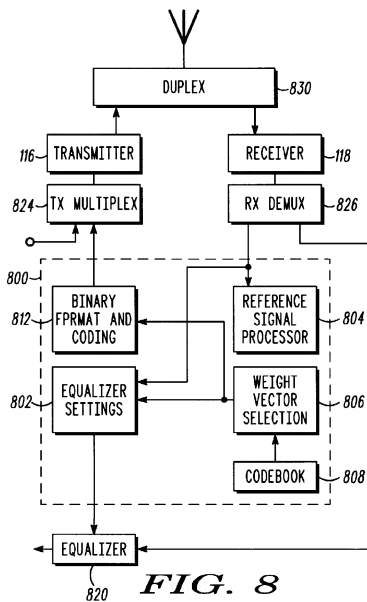 DUPLEX
830
116
TRANSMITTER
RECEIVER
118
824
TX MULTIPLEX
RX DEMUX
826
800
812
BINARY
FPRMAT AND
CODING
REFERENCE
SIGNAL
PROCESSOR
804
802
EQUALIZER
SETTINGS
WEIGHT
VECTOR
SELECTION
806
CODEBOOK
808
EQUALIZER
820
FIG. 8